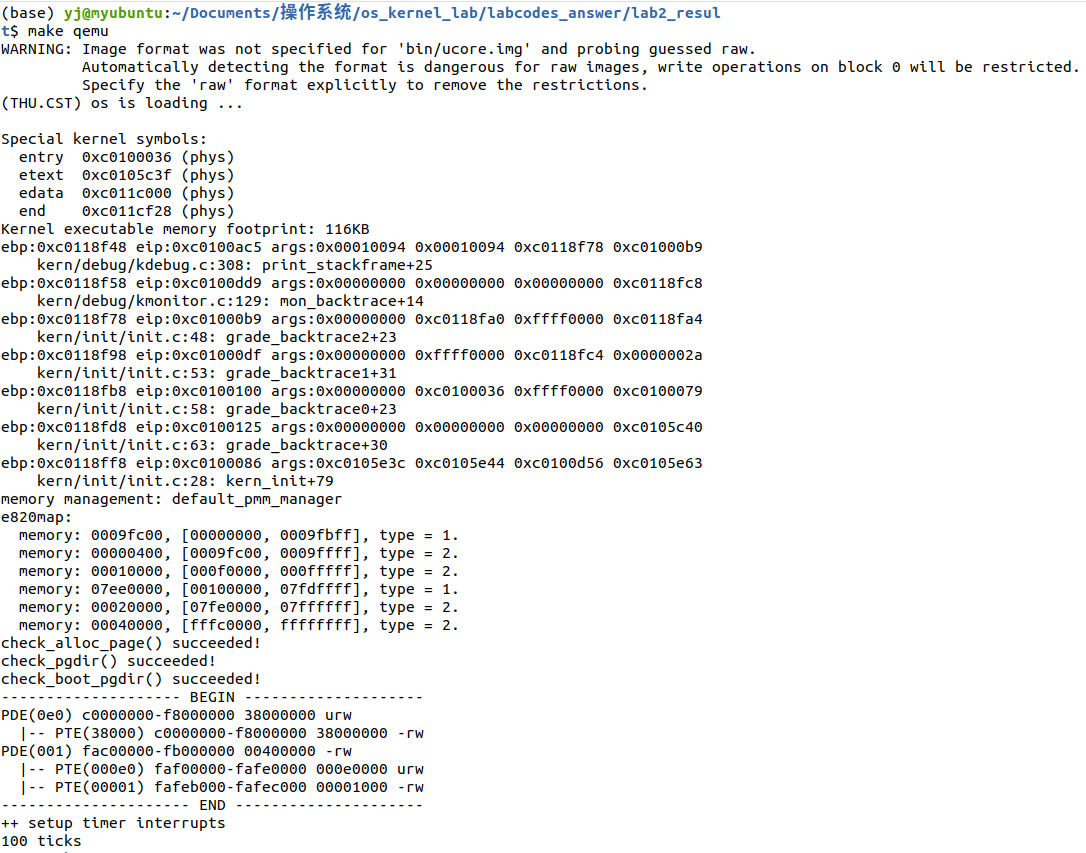 (base) yj@myubuntu:~/Documents/操作系统/os_kernel_lab/labcodes_answer/lab2_resul
t$ make qemu
WARNING: Image format was not specified for 'bin/ucore.img' and probing guessed raw.
         Automatically detecting the format is dangerous for raw images, write operations on block 0 will be restricted.
         Specify the 'raw' format explicitly to remove the restrictions.
(THU.CST) os is loading ...

Special kernel symbols:
  entry  0xc0100036 (phys)
  etext  0xc0105c3f (phys)
  edata  0xc011c000 (phys)
  end    0xc011cf28 (phys)
Kernel executable memory footprint: 116KB
ebp:0xc0118f48 eip:0xc0100ac5 args:0x00010094 0x00010094 0xc0118f78 0xc01000b9
    kern/debug/kdebug.c:308: print_stackframe+25
ebp:0xc0118f58 eip:0xc0100dd9 args:0x00000000 0x00000000 0x00000000 0xc0118fc8
    kern/debug/kmonitor.c:129: mon_backtrace+14
ebp:0xc0118f78 eip:0xc01000b9 args:0x00000000 0xc0118fa0 0xffff0000 0xc0118fa4
    kern/init/init.c:48: grade_backtrace2+23
ebp:0xc0118f98 eip:0xc01000df args:0x00000000 0xffff0000 0xc0118fc4 0x0000002a
    kern/init/init.c:53: grade_backtrace1+31
ebp:0xc0118fb8 eip:0xc0100100 args:0x00000000 0xc0100036 0xffff0000 0xc0100079
    kern/init/init.c:58: grade_backtrace0+23
ebp:0xc0118fd8 eip:0xc0100125 args:0x00000000 0x00000000 0x00000000 0xc0105c40
    kern/init/init.c:63: grade_backtrace+30
ebp:0xc0118ff8 eip:0xc0100086 args:0xc0105e3c 0xc0105e44 0xc0100d56 0xc0105e63
    kern/init/init.c:28: kern_init+79
memory management: default_pmm_manager
e820map:
  memory: 0009fc00, [00000000, 0009fbff], type = 1.
  memory: 00000400, [0009fc00, 0009ffff], type = 2.
  memory: 00010000, [000f0000, 000fffff], type = 2.
  memory: 07ee0000, [00100000, 07fdffff], type = 1.
  memory: 00020000, [07fe0000, 07ffffff], type = 2.
  memory: 00040000, [fffc0000, ffffffff], type = 2.
check_alloc_page() succeeded!
check_pgdir() succeeded!
check_boot_pgdir() succeeded!
-------------------- BEGIN --------------------
PDE(0e0) c0000000-f8000000 38000000 urw
  |-- PTE(38000) c0000000-f8000000 38000000 -rw
PDE(001) fac00000-fb000000 00400000 -rw
  |-- PTE(000e0) faf00000-fafe0000 000e0000 urw
  |-- PTE(00001) fafeb000-fafec000 00001000 -rw
--------------------- END ---------------------
++ setup timer interrupts
100 ticks